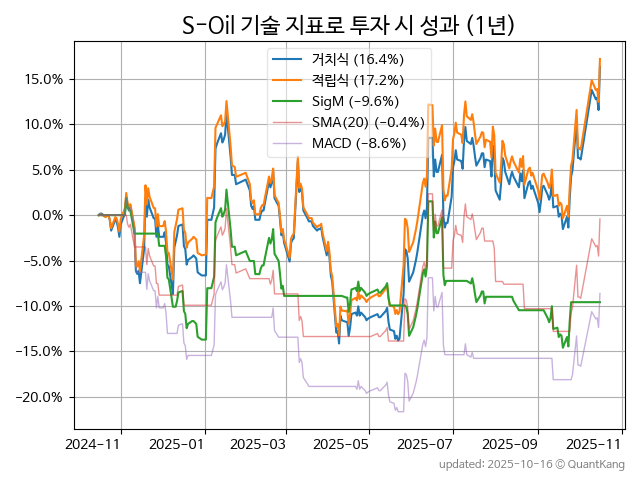 S-Oil 기술 지표로 투자 시 성과 (1년)
거치식 (16.4%)
적립식 (17.2%)
SigM (−9.6%)
SMA(20) (−0.4%)
MACD (−8.6%)
15.0%
10.0%
5.0%
0.0%
−5.0%
−10.0%
−15.0%
−20.0%
2024-11 2025-01 2025-03 2025-05 2025-07 2025-09 2025-11
updated: 2025-10-16 © QuantKang